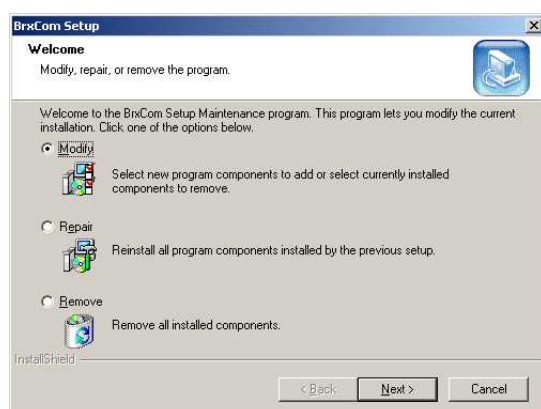 BrxCom Setup
Welcome
Modify, repair, or remove the program.
Welcome to the BrxCom Setup Maintenance program. This program lets you modify the current
installation. Click one of the options below.
Modify
Select new program components to add or select currently installed
components to remove.
Repair
Reinstall all program components installed by the previous setup.
Remove
Remove all installed components.
InstallShield
< Back Next > Cancel